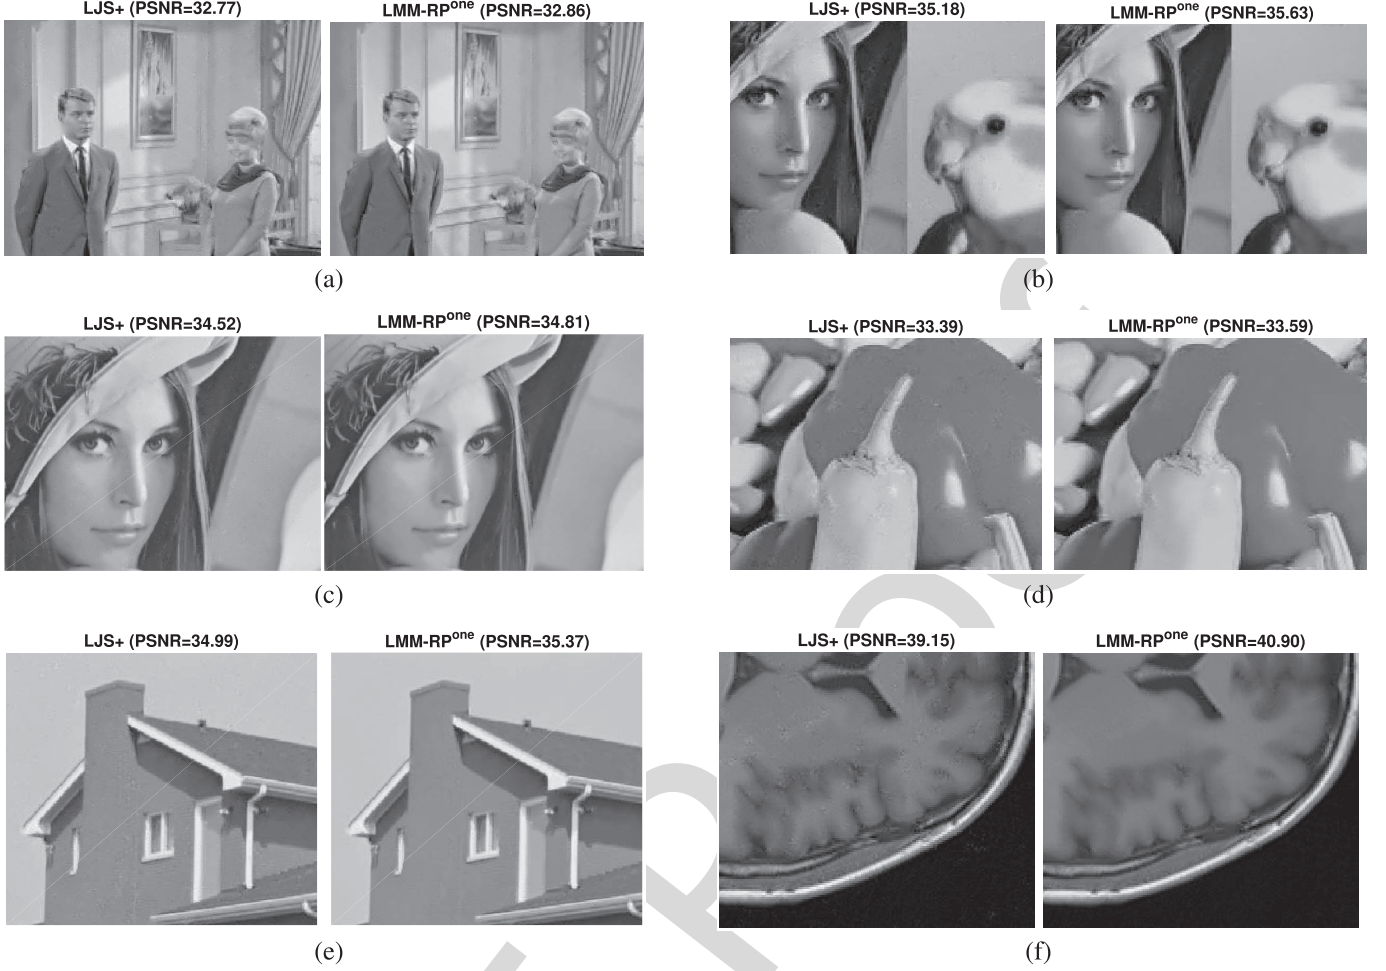 LJS+ (PSNR=32.77)
LMM-RPone (PSNR=32.86)
LJS+ (PSNR=35.18)
LMM-RPone (PSNR=35.63)
(a)
(b)
LJS+ (PSNR=34.52)
LMM-RPone (PSNR=34.81)
LJS+ (PSNR=33.39)
LMM-RPone (PSNR=33.59)
(c)
(d)
LJS+ (PSNR=34.99)
LMM-RPone (PSNR=35.37)
LJS+ (PSNR=39.15)
LMM-RPone (PSNR=40.90)
(e)
(f)